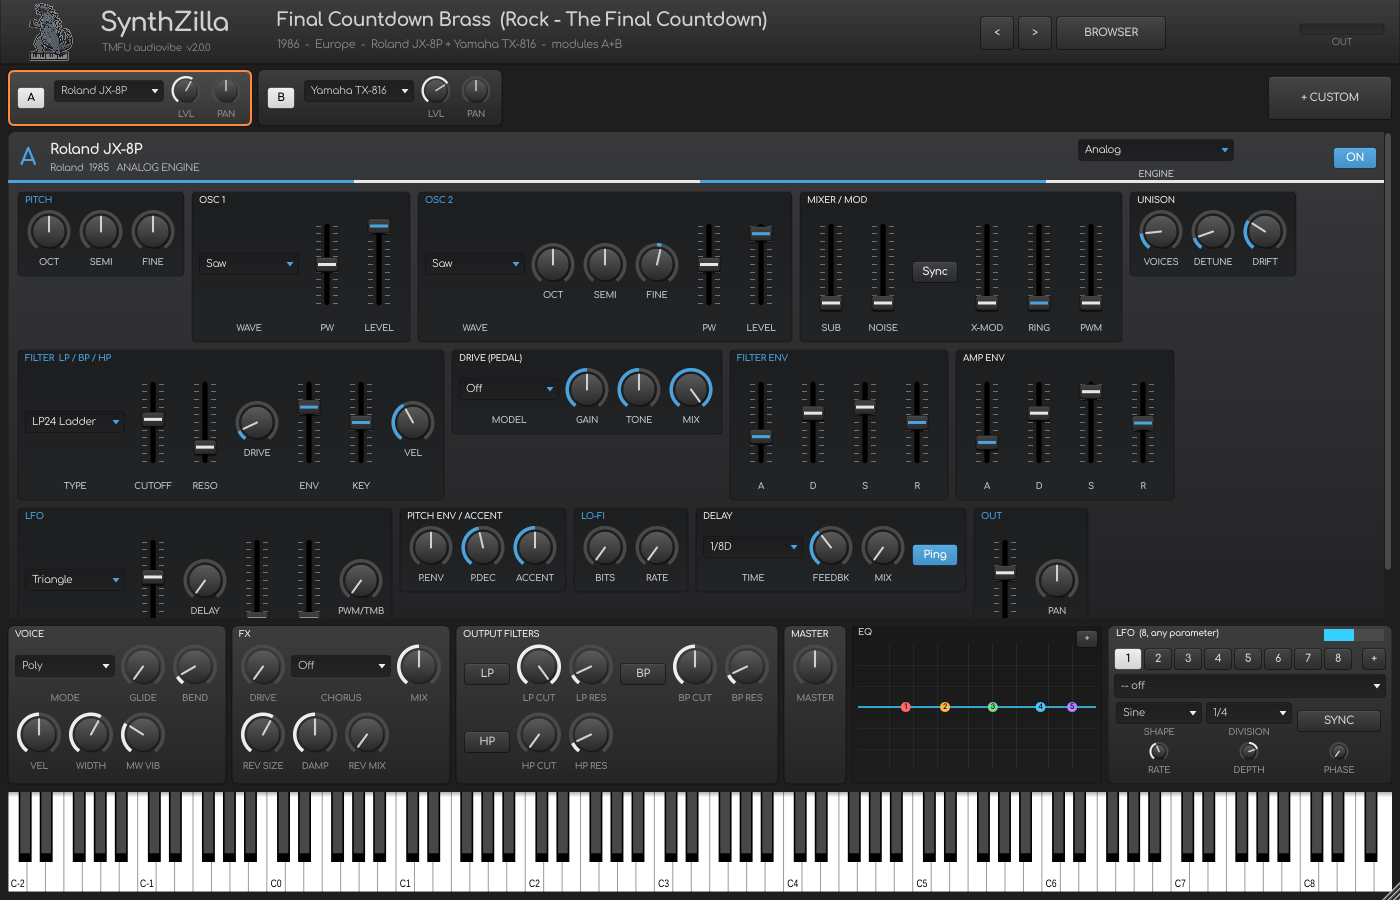 SynthZilla
TMFU audiovibe v2.0.0
Final Countdown Brass (Rock - The Final Countdown)
1986 - Europe - Roland JX-8P + Yamaha TX-816 - modules A+B
< > BROWSER
OUT
A Roland JX-8P LVL PAN
B Yamaha TX-816 LVL PAN
+ CUSTOM
A Roland JX-8P
Roland 1985 ANALOG ENGINE
Analog
ENGINE
ON
PITCH
OCT SEMI FINE
OSC 1
Saw
WAVE PW LEVEL
OSC 2
Saw
OCT SEMI FINE
WAVE PW LEVEL
MIXER / MOD
Sync
SUB NOISE X-MOD RING PWM
UNISON
VOICES DETUNE DRIFT
FILTER LP / BP / HP
LP24 Ladder
DRIVE VEL
TYPE CUTOFF RESO ENV KEY
DRIVE (PEDAL)
Off
MODEL GAIN TONE MIX
FILTER ENV
A D S R
AMP ENV
A D S R
LFO
Triangle
DELAY PWM/TMB
PITCH ENV / ACCENT
P.ENV P.DEC ACCENT
LO-FI
BITS RATE
DELAY
1/8D
Ping
TIME FEEDBK MIX
OUT
PAN
VOICE
Poly
MODE GLIDE BEND
VEL WIDTH MW VIB
FX
Off
DRIVE CHORUS MIX
REV SIZE DAMP REV MIX
OUTPUT FILTERS
LP BP
LP CUT LP RES BP CUT BP RES
HP
HP CUT HP RES
MASTER
MASTER
EQ
+
1 2 3 4 5
LFO (8, any parameter)
1 2 3 4 5 6 7 8 +
-- off
Sine 1/4 SYNC
SHAPE DIVISION
RATE DEPTH PHASE
C-2 C-1 C0 C1 C2 C3 C4 C5 C6 C7 C8